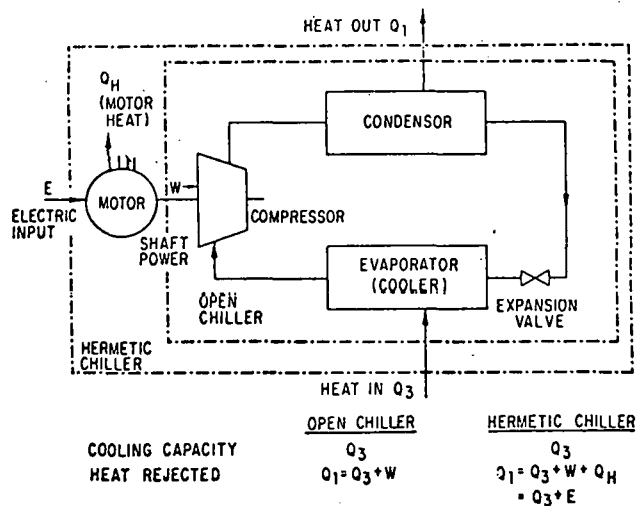 HEAT OUT Q1
QH
(MOTOR
HEAT)
CONDENSOR
E
ELECTRIC
INPUT
MOTOR
W
SHAFT
POWER
COMPRESSOR
OPEN
CHILLER
EVAPORATOR
(COOLER)
EXPANSION
VALVE
HERMETIC
CHILLER
HEAT IN Q3
OPEN CHILLER HERMETIC CHILLER
COOLING CAPACITY Q3 Q3
HEAT REJECTED Q1=Q3+W Q1=Q3+W+QH
= Q3+E